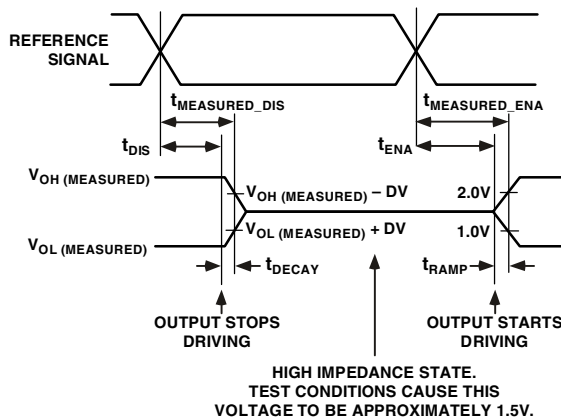 REFERENCE
SIGNAL
tMEASURED_DIS
tMEASURED_ENA
tDIS
tENA
VOH (MEASURED)
VOH (MEASURED) – DV
2.0V
VOL (MEASURED) + DV
1.0V
VOL (MEASURED)
tDECAY
tRAMP
OUTPUT STOPS
DRIVING
OUTPUT STARTS
DRIVING
HIGH IMPEDANCE STATE.
TEST CONDITIONS CAUSE THIS
VOLTAGE TO BE APPROXIMATELY 1.5V.